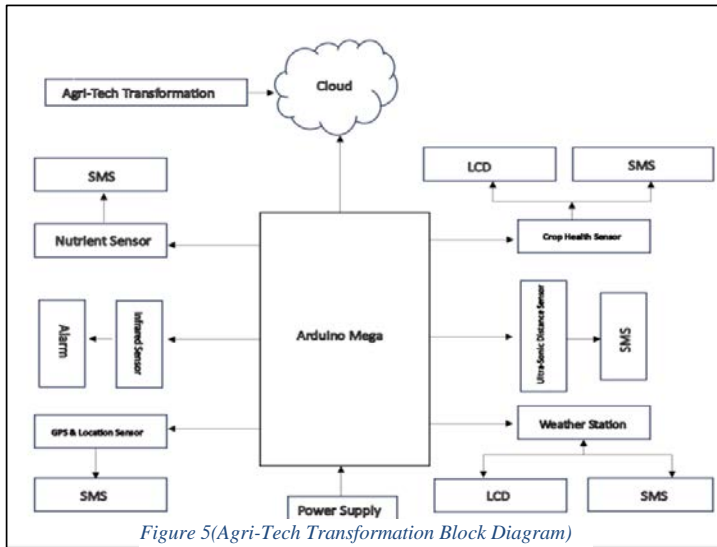 Cloud
Agri-Tech Transformation
LCD
SMS
SMS
Nutrient Sensor
Crop Health Sensor
Alarm
Infrared Sensor
Arduino Mega
Ultra-Sonic Distance Sensor
SMS
GPS & Location Sensor
Weather Station
SMS
LCD
SMS
Power Supply
Figure 5(Agri-Tech Transformation Block Diagram)